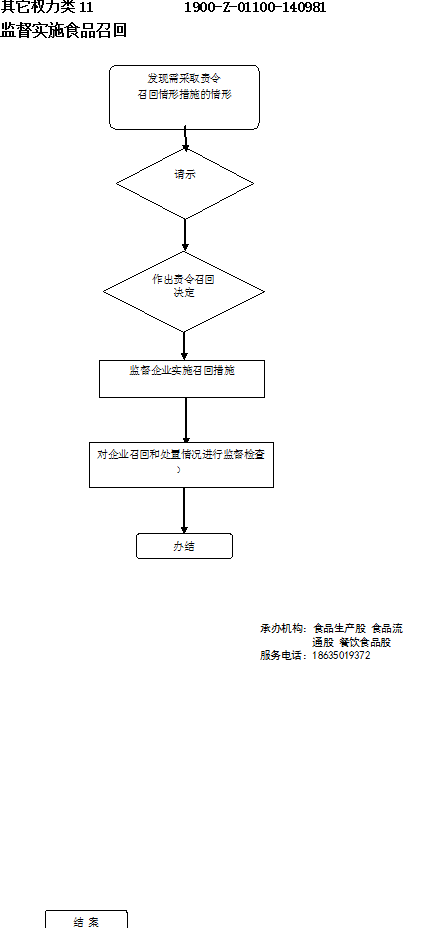 其它权力类 11 1900-Z-01100-140981
监督实施食品召回
发现需采取责令
召回情形措施的情形
请示
作出责令召回
决定
监督企业实施召回措施
对企业召回和处置情况进行监督检查
）
办结
承办机构：食品生产股 食品流
通股 餐饮食品股
服务电话：18635019372
结 案